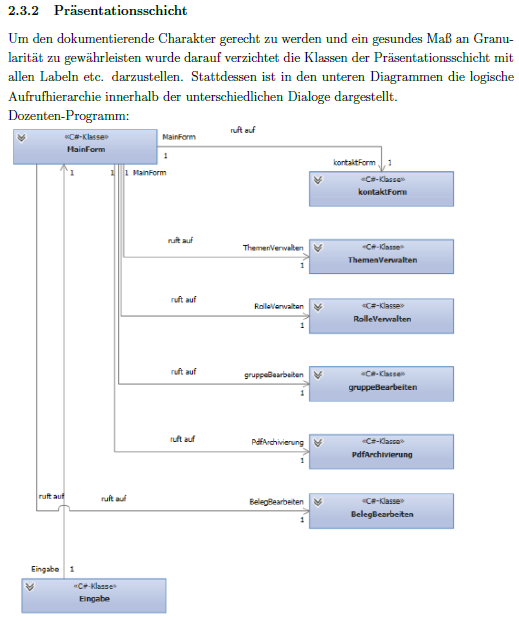 2.3.2 Präsentationsschicht
Um den dokumentierende Charakter gerecht zu werden und ein gesundes Maß an Granu-
larität zu gewährleisten wurde darauf verzichtet die Klassen der Präsentationsschicht mit
allen Labeln etc. darzustellen. Stattdessen ist in den unteren Diagrammen die logische
Aufrufhierarchie innerhalb der unterschiedlichen Dialoge dargestellt.
Dozenten-Programm:
«C#-Klasse»
MainForm
MainForm
1
ruft auf
kontaktForm 1
«C#-Klasse»
kontaktForm
1
1
1 MainForm
ruft auf
ThemenVerwalten
1
«C#-Klasse»
ThemenVerwalten
ruft auf
RolleVerwalten
1
«C#-Klasse»
RolleVerwalten
ruft auf
gruppeBearbeiten
1
«C#-Klasse»
gruppeBearbeiten
ruft auf
PdfArchivierung
1
«C#-Klasse»
PdfArchivierung
ruft auf
ruft auf
BelegBearbeiten
1
«C#-Klasse»
BelegBearbeiten
Eingabe 1
«C#-Klasse»
Eingabe